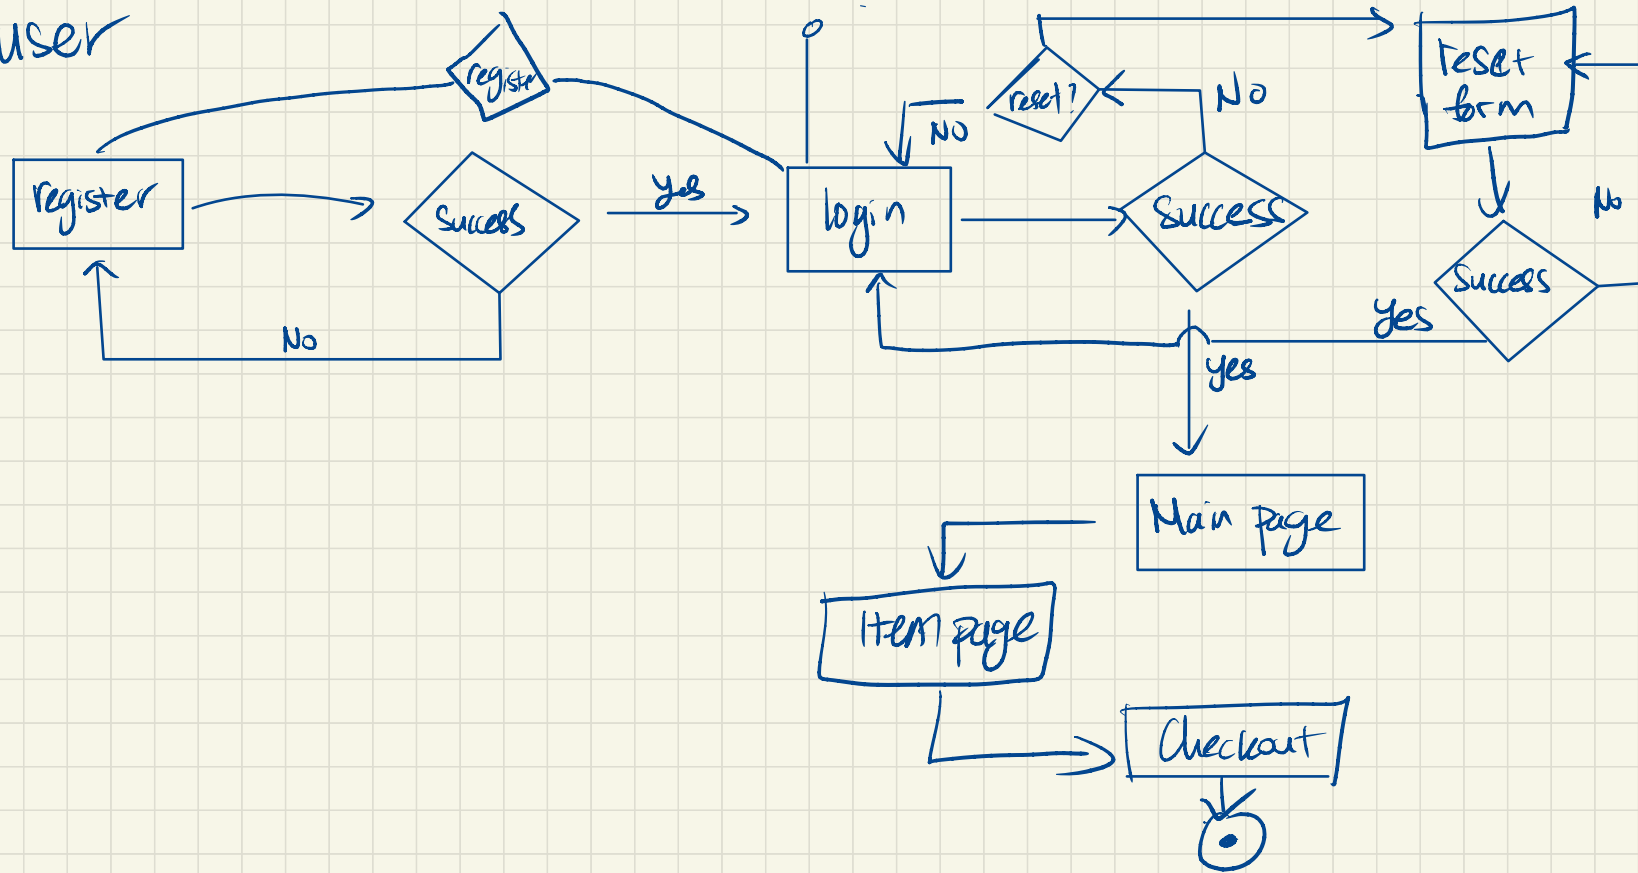 user
register
reset?
No
reset
form
No
register
success
yes
login
success
No
success
No
yes
yes
Main page
Item page
Checkout